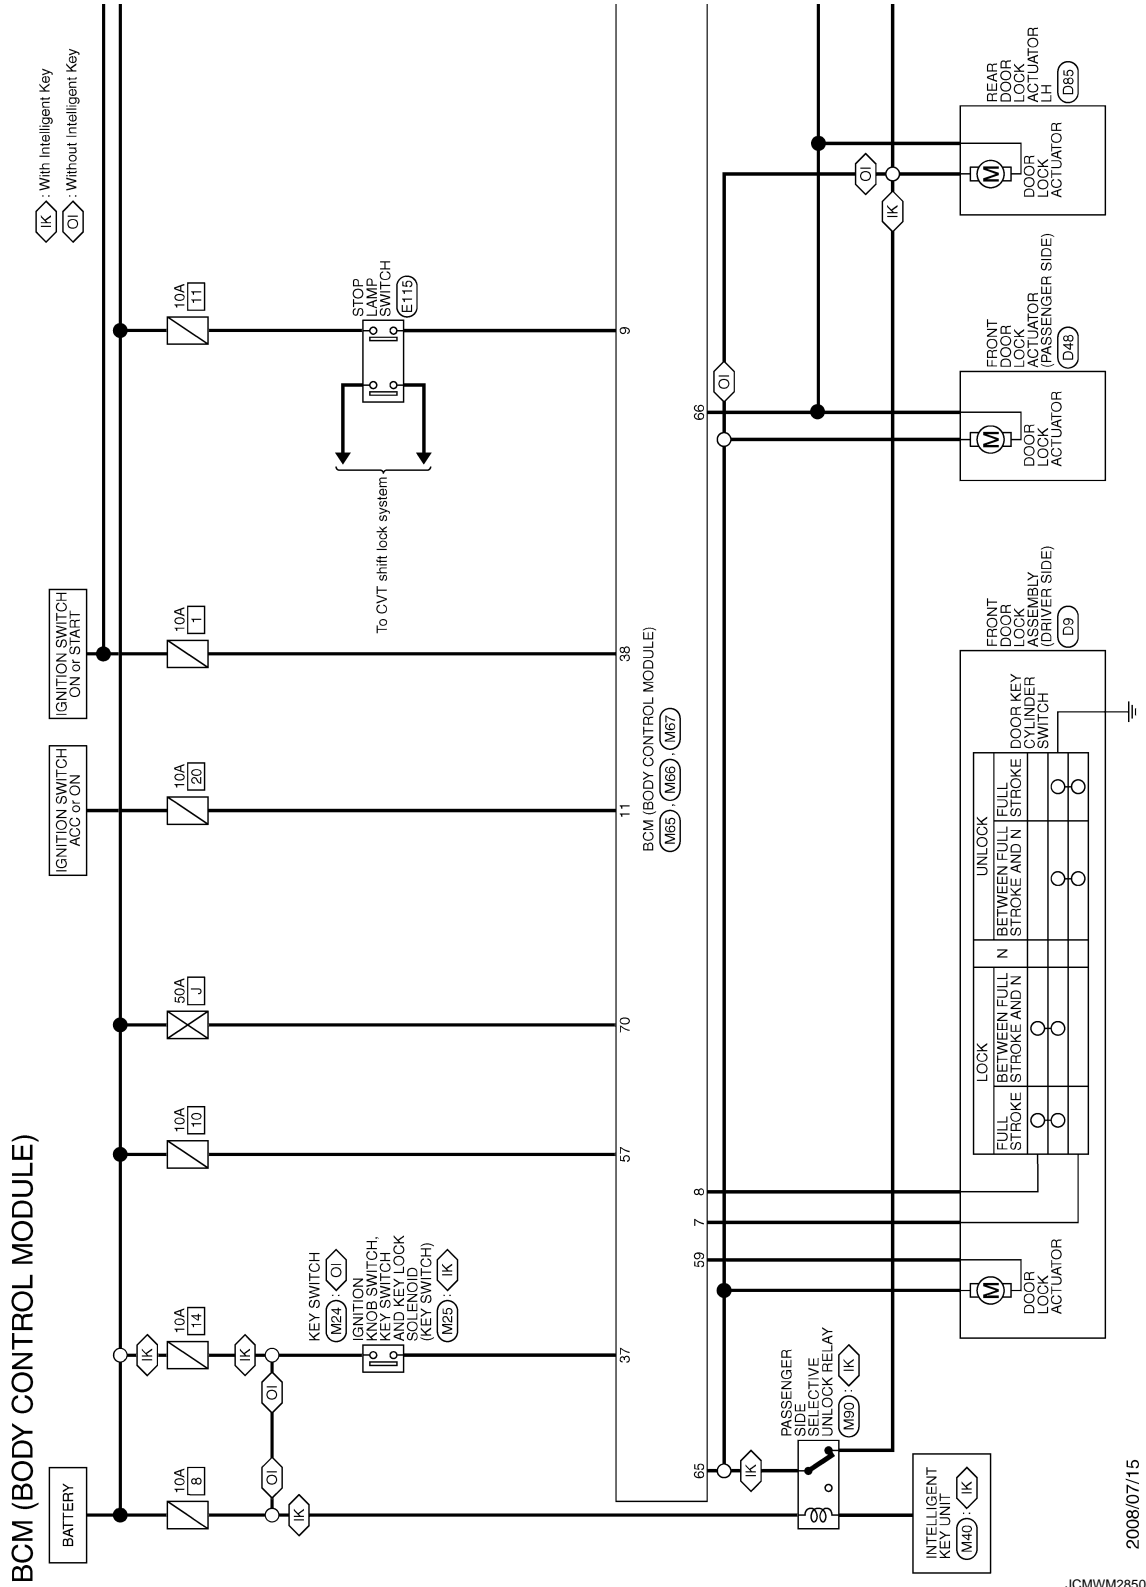 BCM (BODY CONTROL MODULE)
IK : With Intelligent Key
OI : Without Intelligent Key
BATTERY
IGNITION SWITCH
ACC or ON
IGNITION SWITCH
ON or START
10A
8
IK
10A
14
IK
10A
10
50A
J
10A
20
10A
1
10A
11
OI
OI
IK
KEY SWITCH
M24 : OI
IGNITION
KNOB SWITCH,
KEY SWITCH
AND KEY LOCK
SOLENOID
(KEY SWITCH)
M25 : IK
To CVT shift lock system
STOP
LAMP
SWITCH
E115
37
57
70
11
38
9
BCM (BODY CONTROL MODULE)
M65 , M66 , M67
65
59
7
8
66
IK
OI
OI
IK
PASSENGER
SIDE
SELECTIVE
UNLOCK RELAY
M90 : IK
INTELLIGENT
KEY UNIT
M40 : IK
M
DOOR
LOCK
ACTUATOR
LOCK
UNLOCK
FULL
STROKE
BETWEEN FULL
STROKE AND N
N
BETWEEN FULL
STROKE AND N
FULL
STROKE
DOOR KEY
CYLINDER
SWITCH
FRONT
DOOR
LOCK
ASSEMBLY
(DRIVER SIDE)
D9
M
DOOR
LOCK
ACTUATOR
FRONT
DOOR
LOCK
ACTUATOR
(PASSENGER SIDE)
D48
M
DOOR
LOCK
ACTUATOR
REAR
DOOR
LOCK
ACTUATOR
LH
D85
2008/07/15
JCMWM2850